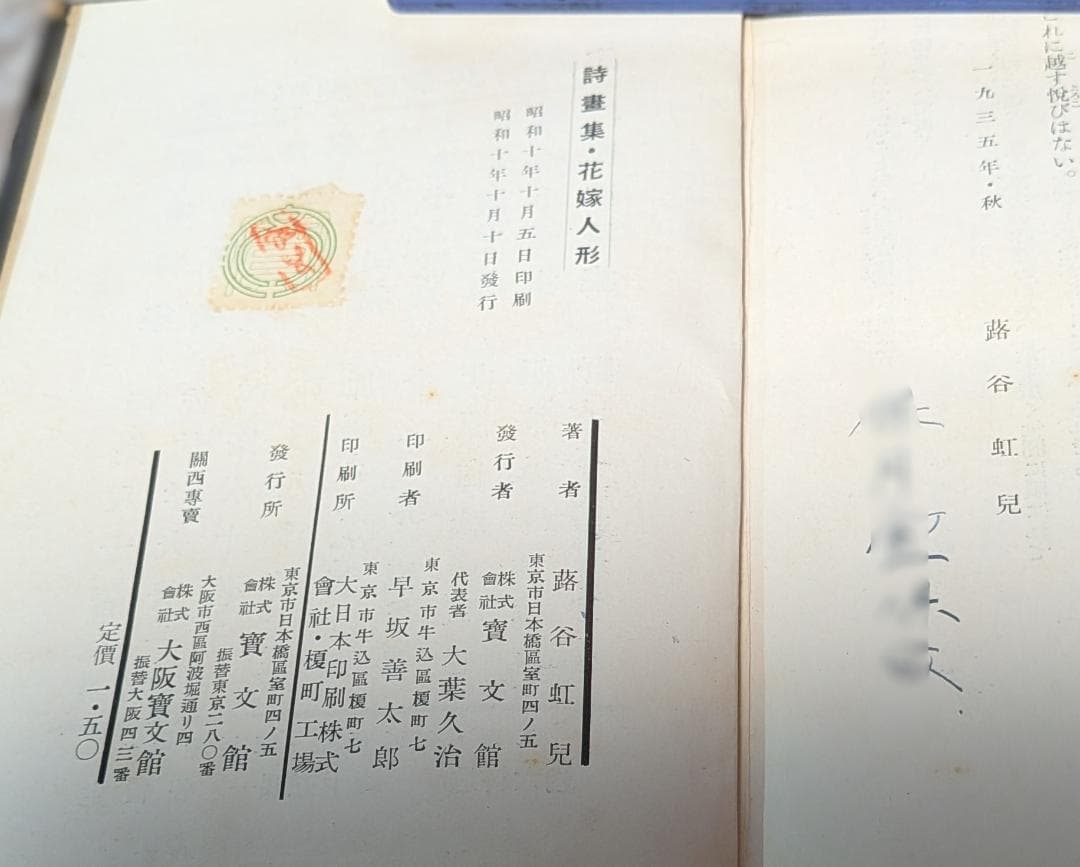 これに越す悅びはない。
一九三五年・秋
蕗谷虹兒
詩畫集・花嫁人形
昭和十年十月五日印刷
昭和十年十月十日發行
著者 蕗谷虹兒
東京市日本橋區室町四ノ五
發行者 株式會社寶文館
代表者 大葉久治
東京市牛込區榎町七
印刷者 早坂善太郎
東京市牛込區榎町七
印刷所 大日本印刷株式會社・榎町工場
東京市日本橋區室町四ノ五
發行所 株式會社寶文館
振替東京二八〇番
大阪市西區阿波堀通リ四
關西專賣 株式會社大阪寶文館
振替大阪四三番
定價一・五〇